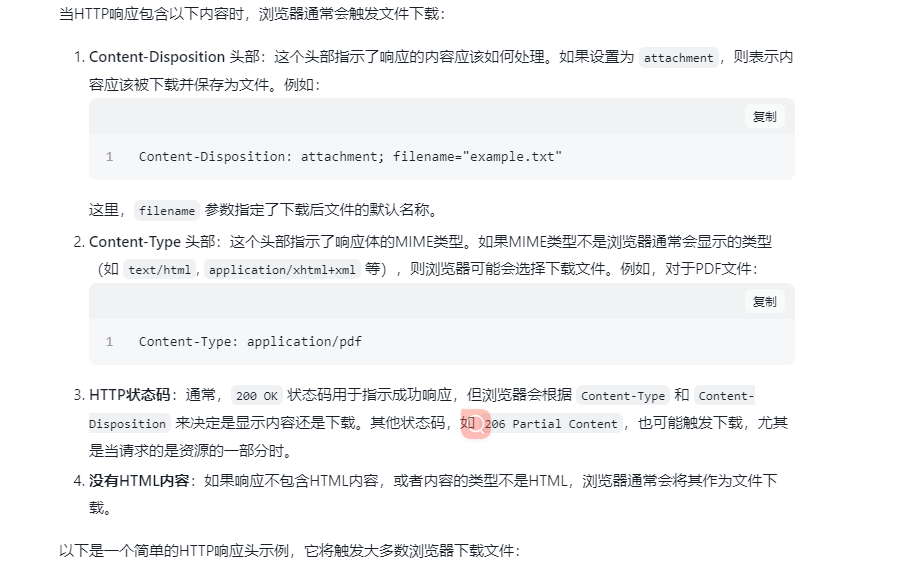 当HTTP响应包含以下内容时，浏览器通常会触发文件下载：
1. Content-Disposition 头部：这个头部指示了响应的内容应该如何处理。如果设置为 attachment，则表示内
容应该被下载并保存为文件。例如：
复制
1 Content-Disposition: attachment; filename="example.txt"
这里，filename 参数指定了下载后文件的默认名称。
2. Content-Type 头部：这个头部指示了响应体的MIME类型。如果MIME类型不是浏览器通常会显示的类型
（如 text/html, application/xhtml+xml 等），则浏览器可能会选择下载文件。例如，对于PDF文件：
复制
1 Content-Type: application/pdf
3. HTTP状态码：通常，200 OK 状态码用于指示成功响应，但浏览器会根据 Content-Type 和 Content-
Disposition 来决定是显示内容还是下载。其他状态码，如 206 Partial Content，也可能触发下载，尤其
是当请求的是资源的一部分时。
4. 没有HTML内容：如果响应不包含HTML内容，或者内容的类型不是HTML，浏览器通常会将其作为文件下
载。
以下是一个简单的HTTP响应头示例，它将触发大多数浏览器下载文件：